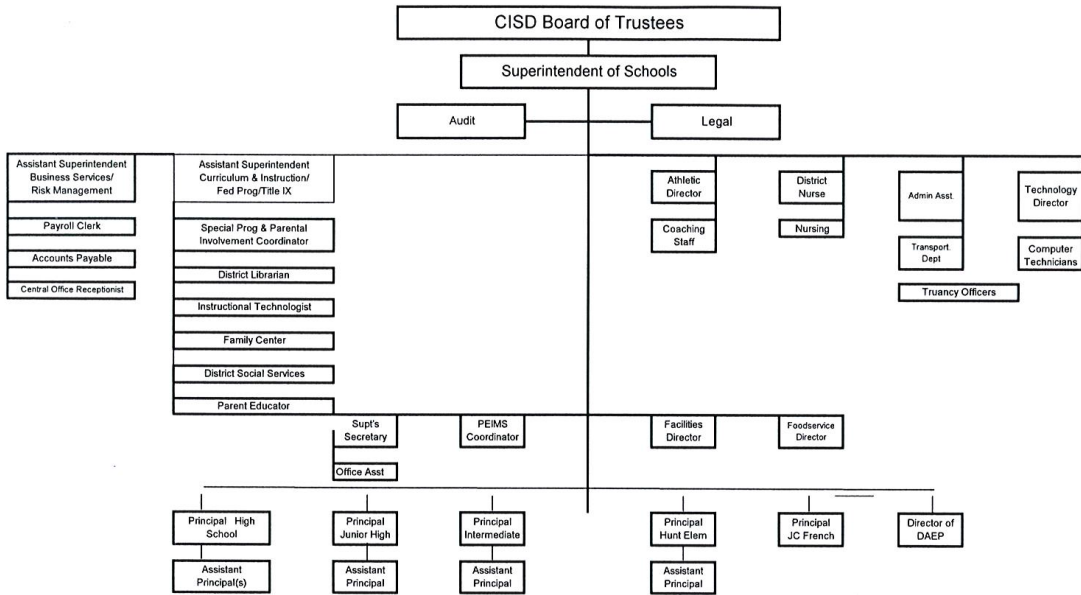 CISD Board of Trustees
Superintendent of Schools
Audit
Legal
Assistant Superintendent
Business Services/
Risk Management
Assistant Superintendent
Curriculum & Instruction/
Fed Prog/Title IX
Athletic
Director
District
Nurse
Admin Asst.
Technology
Director
Payroll Clerk
Special Prog & Parental
Involvement Coordinator
Coaching
Staff
Nursing
Transport.
Dept
Computer
Technicians
Accounts Payable
District Librarian
Central Office Receptionist
Truancy Officers
Instructional Technologist
Family Center
District Social Services
Parent Educator
Supt's
Secretary
PEIMS
Coordinator
Facilities
Director
Foodservice
Director
Office Asst
Principal High
School
Principal
Junior High
Principal
Intermediate
Principal
Hunt Elem
Principal
JC French
Director of
DAEP
Assistant
Principal(s)
Assistant
Principal
Assistant
Principal
Assistant
Principal